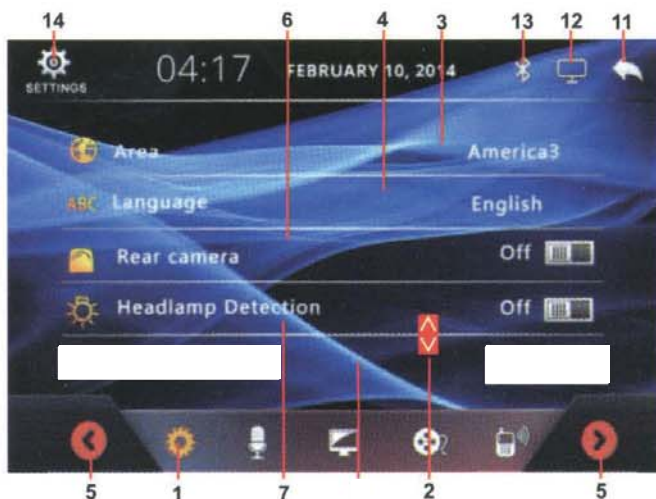 14 6 4 3 13 12 11
SETTINGS 04:17 FEBRUARY 10, 2014
Area America3
ABC Language English
Rear camera Off
Headlamp Detection Off
5 1 7 2 5